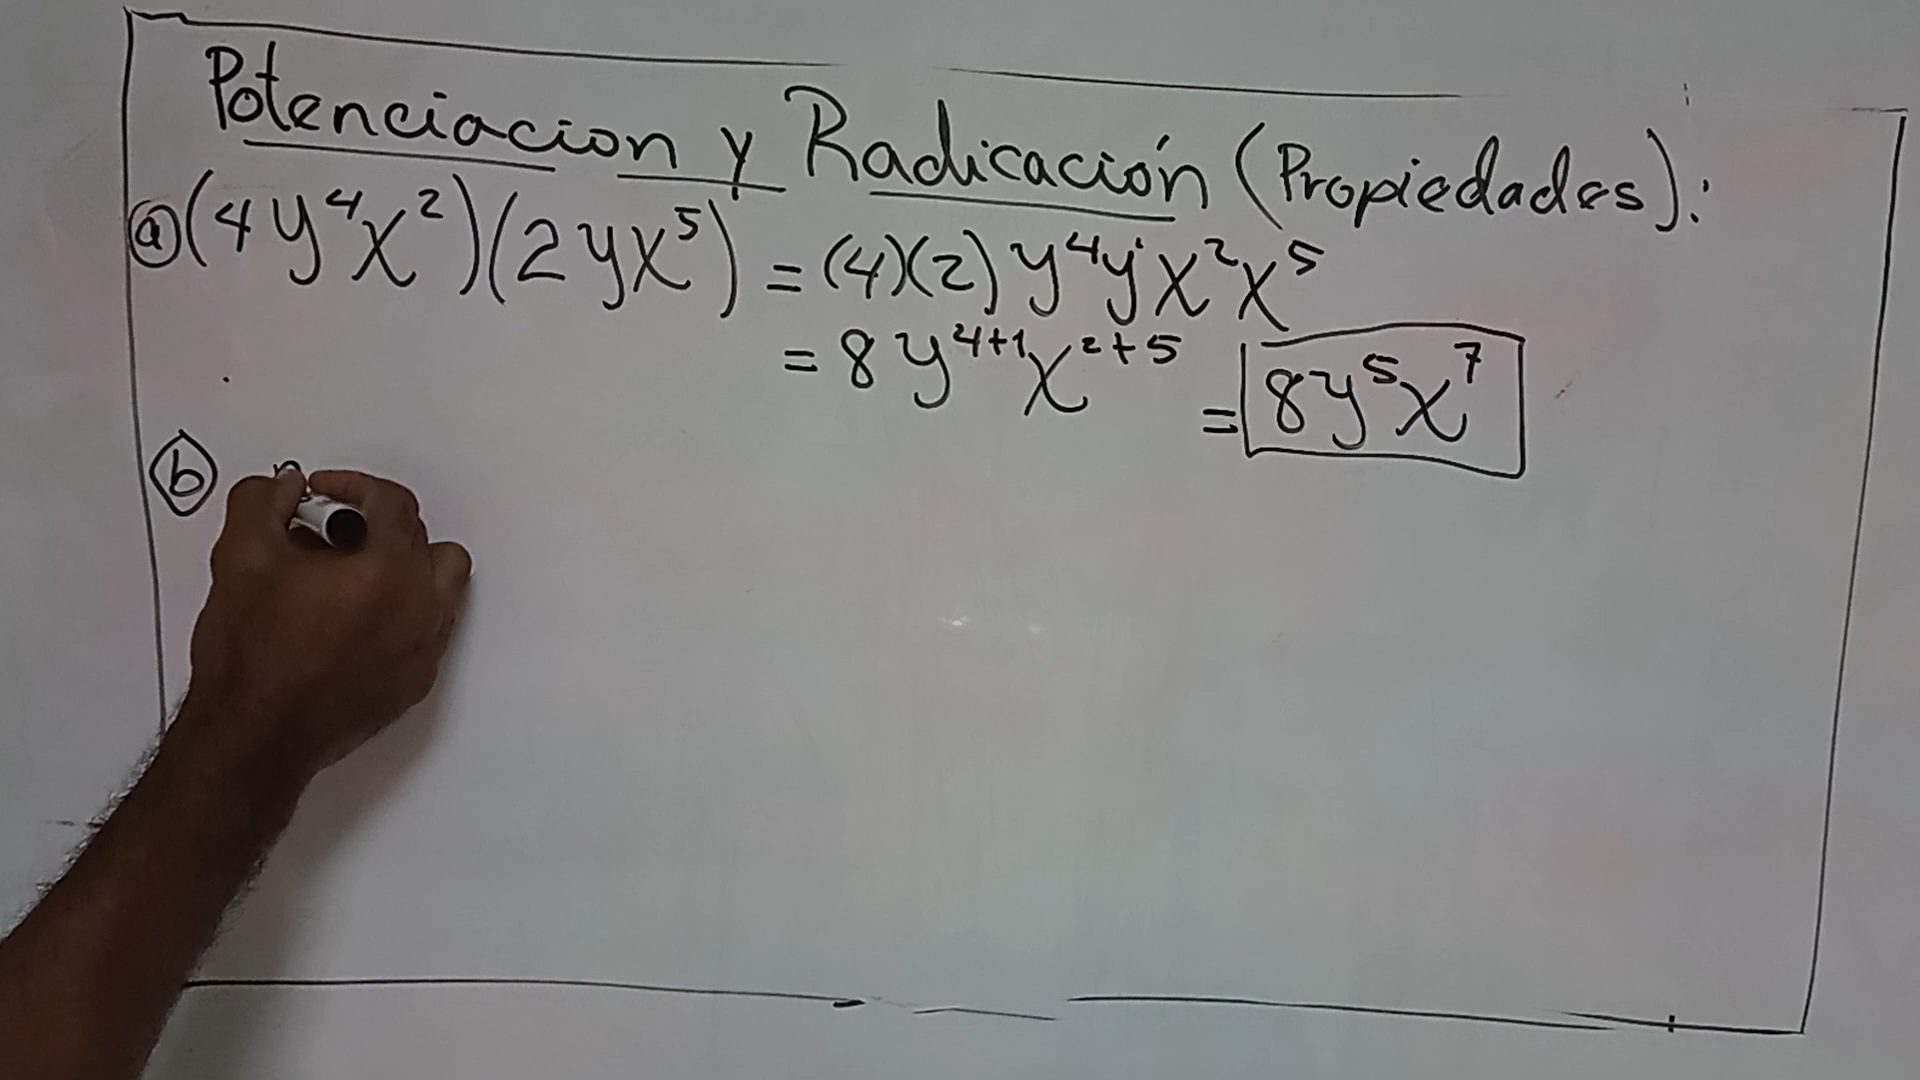 Potenciacion y Radicación (Propiedades):
ⓐ (4y⁴x²)(2yx⁵) = (4)(2) y⁴y¹x²x⁵
= 8y⁴⁺¹x²⁺⁵ = 8y⁵x⁷
ⓑ